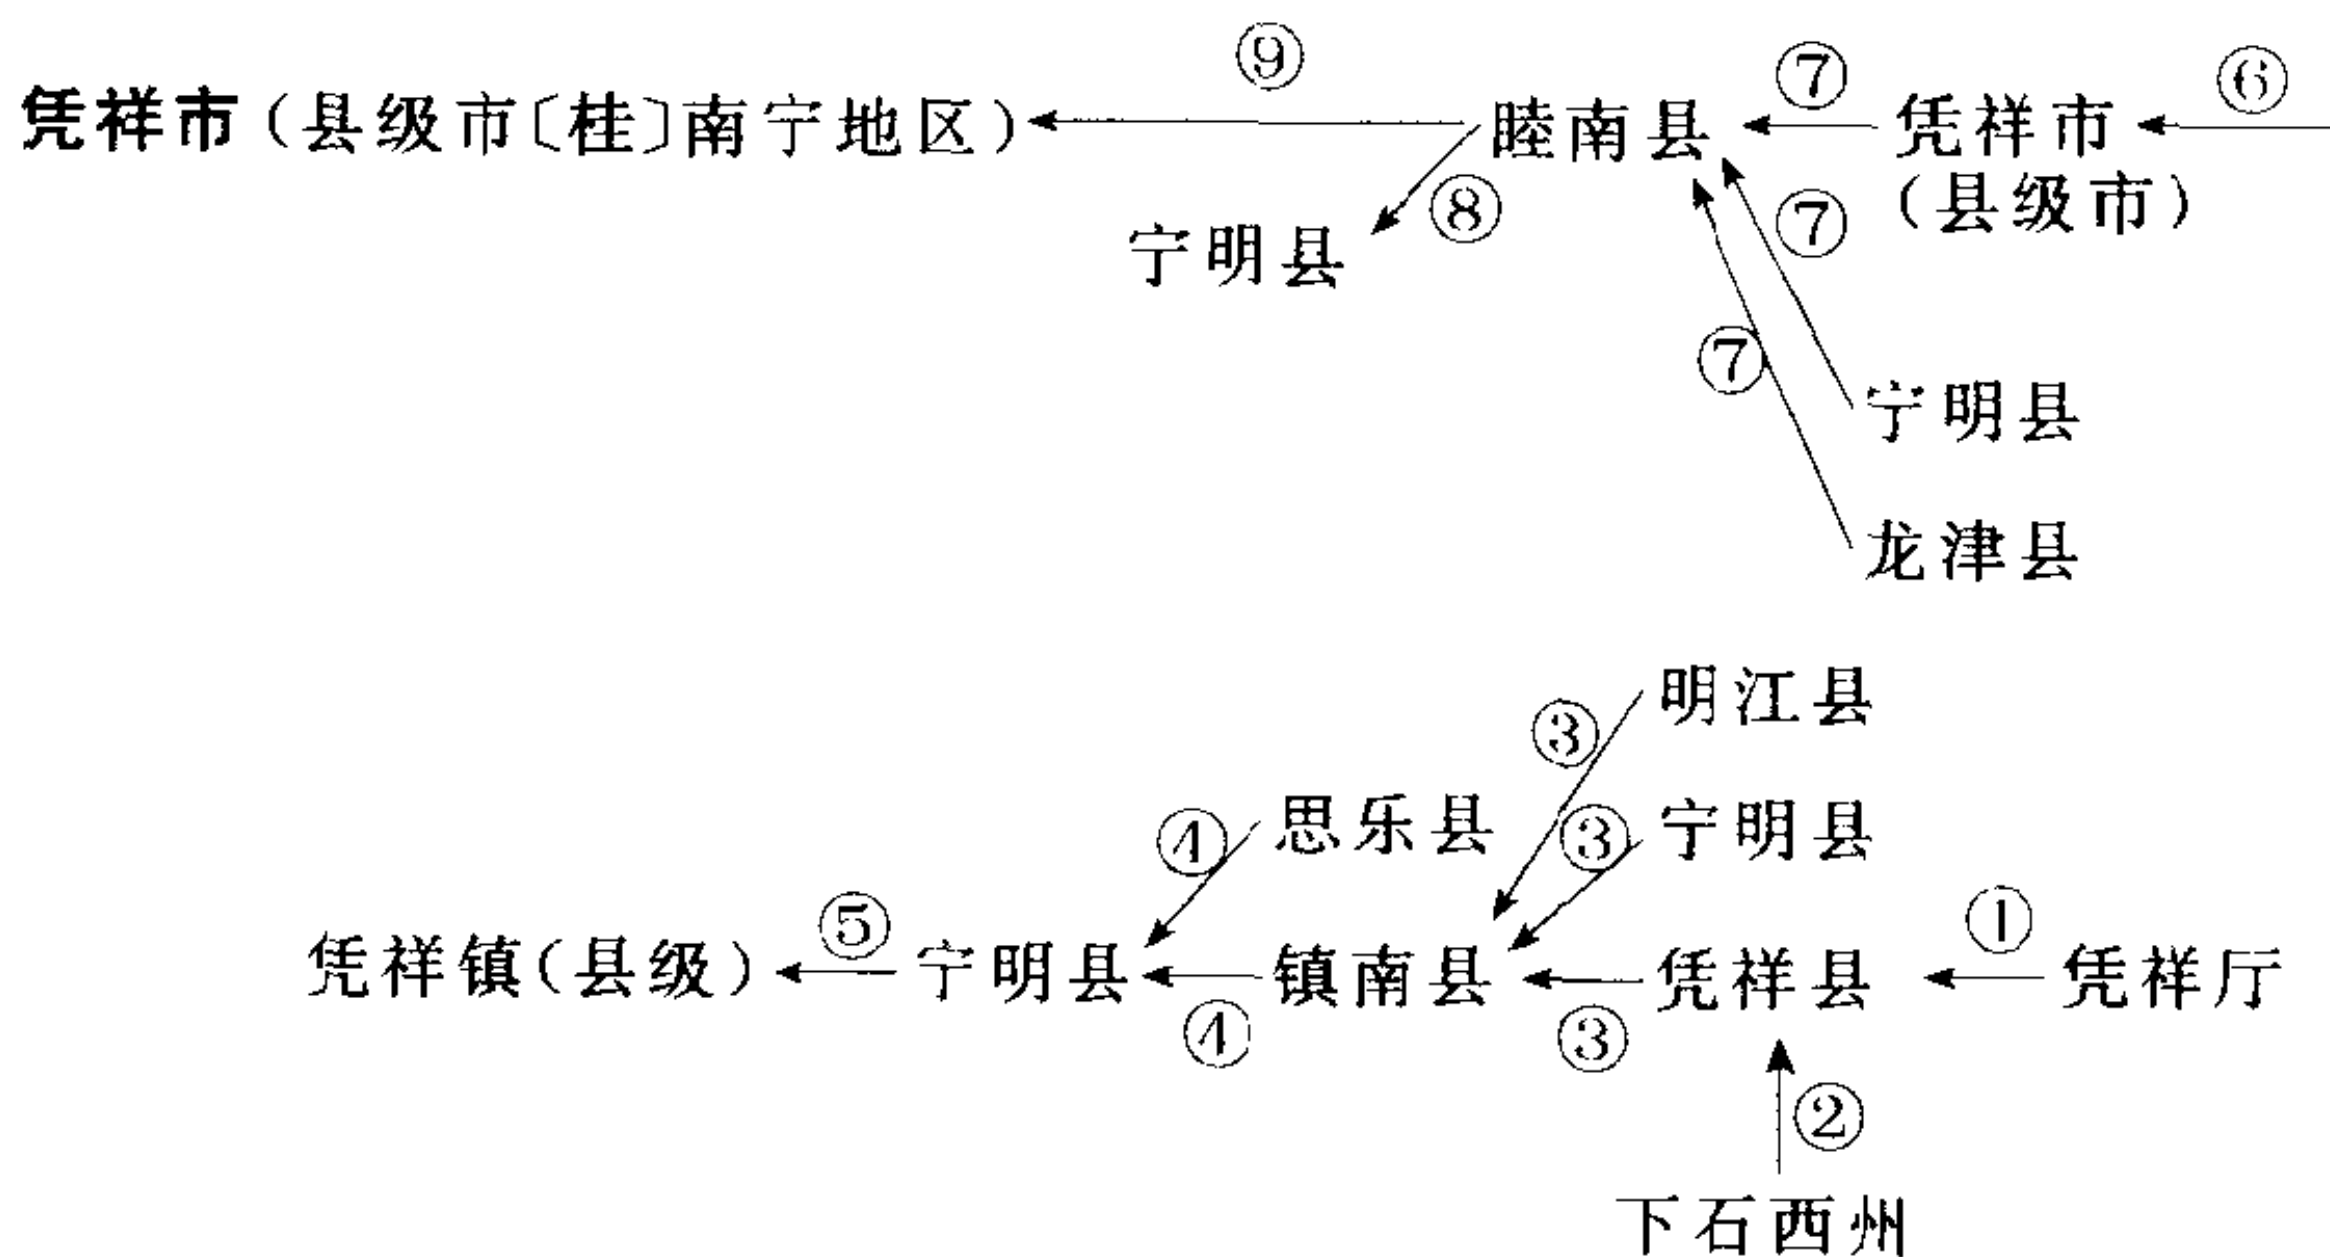 ⑨
⑦
⑥
凭祥市(县级市〔桂〕南宁地区)
睦南县
凭祥市
(县级市)
⑧
⑦
宁明县
⑦
宁明县
龙津县
明江县
③
思乐县
宁明县
④
③
⑤
①
凭祥镇(县级)
宁明县
镇南县
凭祥县
凭祥厅
④
③
②
下石西州